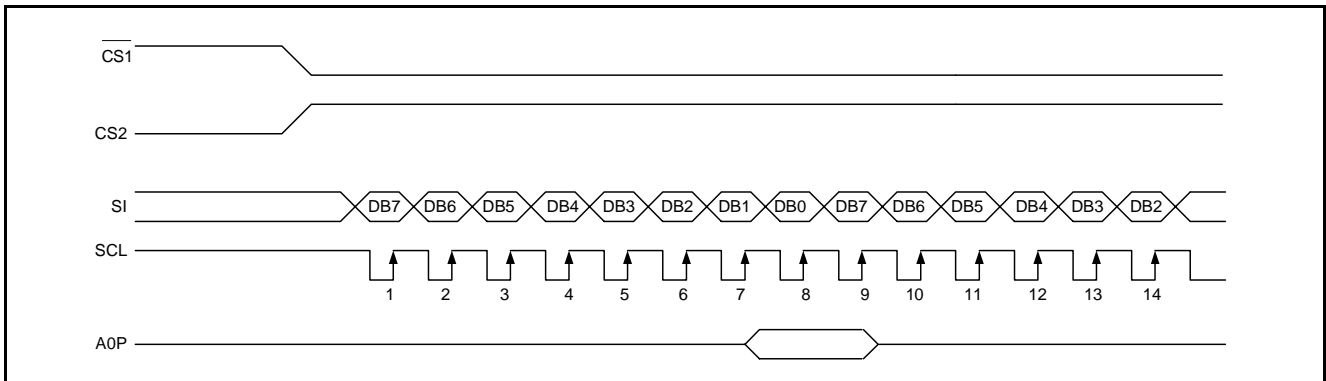 CS1
CS2
SI DB7 DB6 DB5 DB4 DB3 DB2 DB1 DB0 DB7 DB6 DB5 DB4 DB3 DB2
SCL
1 2 3 4 5 6 7 8 9 10 11 12 13 14
A0P